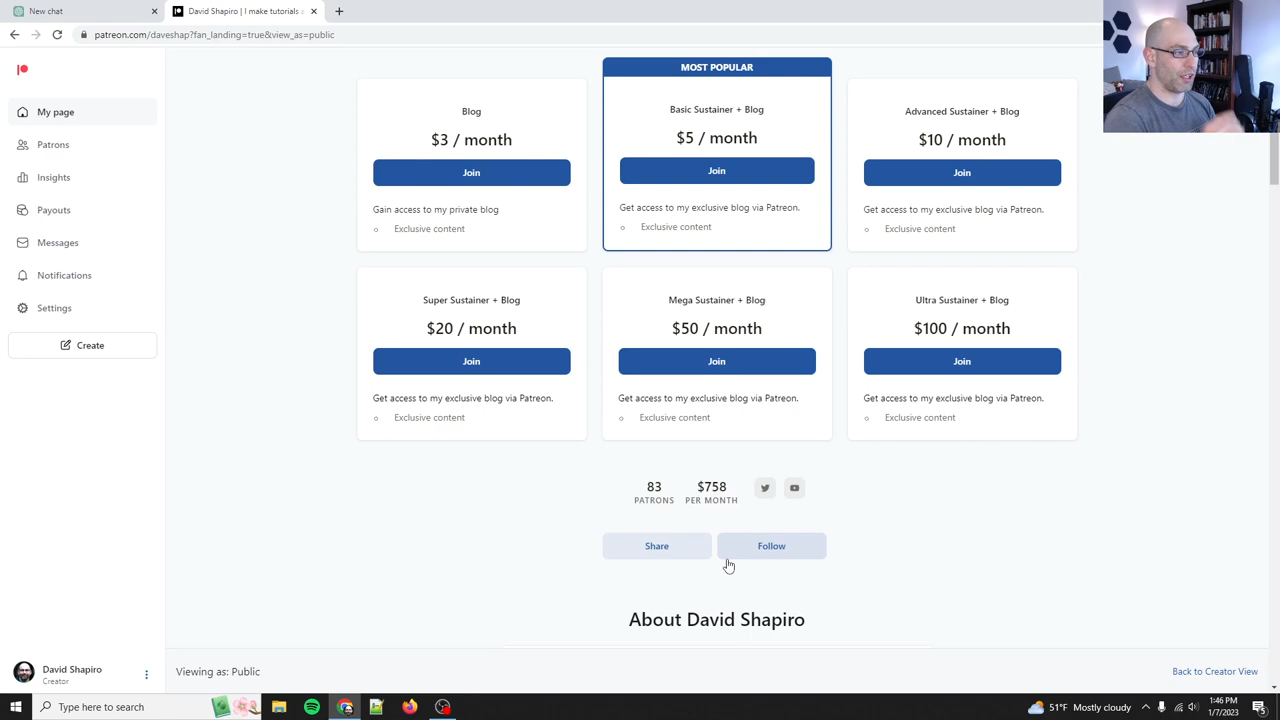 New chat
David Shapiro | I make tutorials a
patreon.com/daveshap?fan_landing=true&view_as=public
My page
Patrons
Insights
Payouts
Messages
Notifications
Settings
Create
MOST POPULAR
Blog
$3 / month
Join
Gain access to my private blog
Exclusive content
Basic Sustainer + Blog
$5 / month
Join
Get access to my exclusive blog via Patreon.
Exclusive content
Advanced Sustainer + Blog
$10 / month
Join
Get access to my exclusive blog via Patreon.
Exclusive content
Super Sustainer + Blog
$20 / month
Join
Get access to my exclusive blog via Patreon.
Exclusive content
Mega Sustainer + Blog
$50 / month
Join
Get access to my exclusive blog via Patreon.
Exclusive content
Ultra Sustainer + Blog
$100 / month
Join
Get access to my exclusive blog via Patreon.
Exclusive content
83
PATRONS
$758
PER MONTH
Share
Follow
About David Shapiro
David Shapiro
Creator
Viewing as: Public
Back to Creator View
Type here to search
51°F Mostly cloudy
1:46 PM
1/7/2023